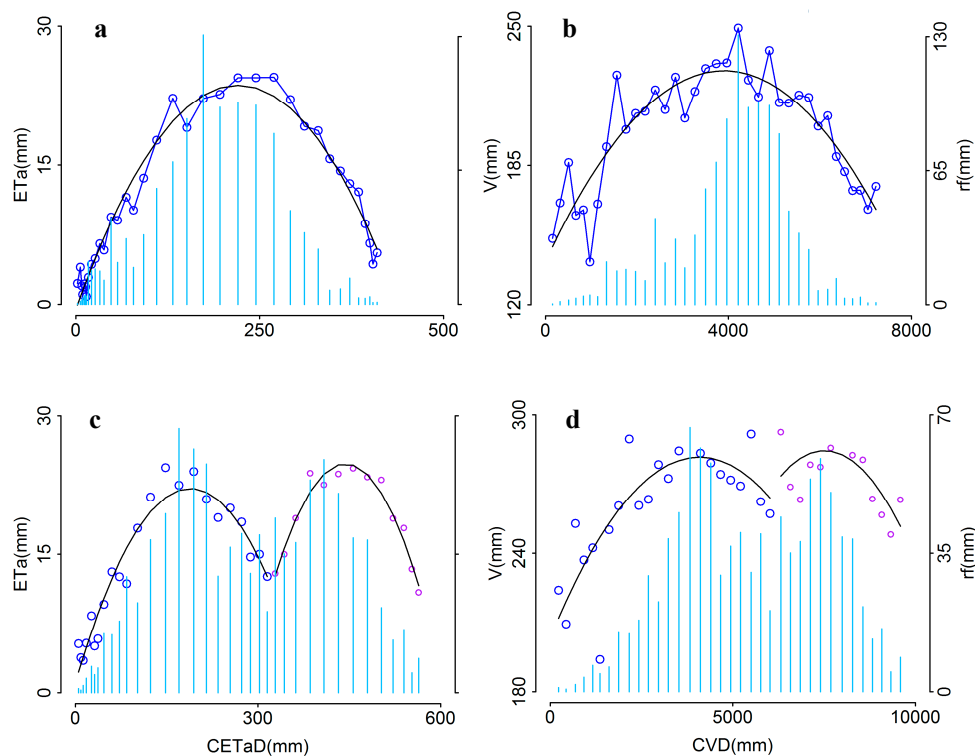 a
ETa(mm)
30
15
0
0 250 500
b
V(mm)
250
185
120
rf(mm)
130
65
0
0 4000 8000
c
ETa(mm)
30
15
0
0 300 600
CETaD(mm)
d
V(mm)
300
240
180
rf(mm)
70
35
0
0 5000 10000
CVD(mm)